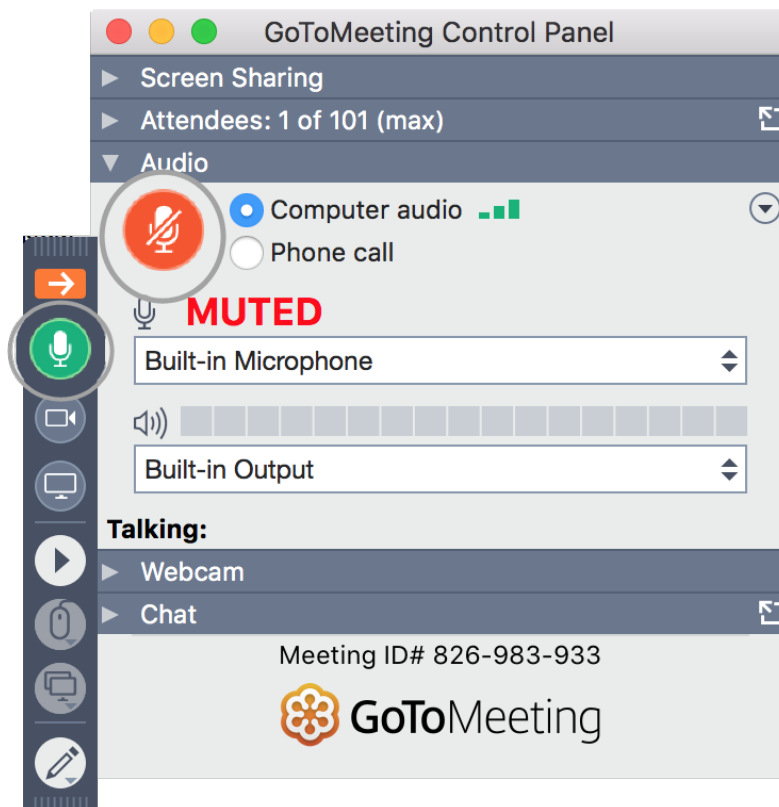 GoToMeeting Control Panel
Screen Sharing
Attendees: 1 of 101 (max)
Audio
Computer audio
Phone call
MUTED
Built-in Microphone
Built-in Output
Talking:
Webcam
Chat
Meeting ID# 826-983-933
GoToMeeting